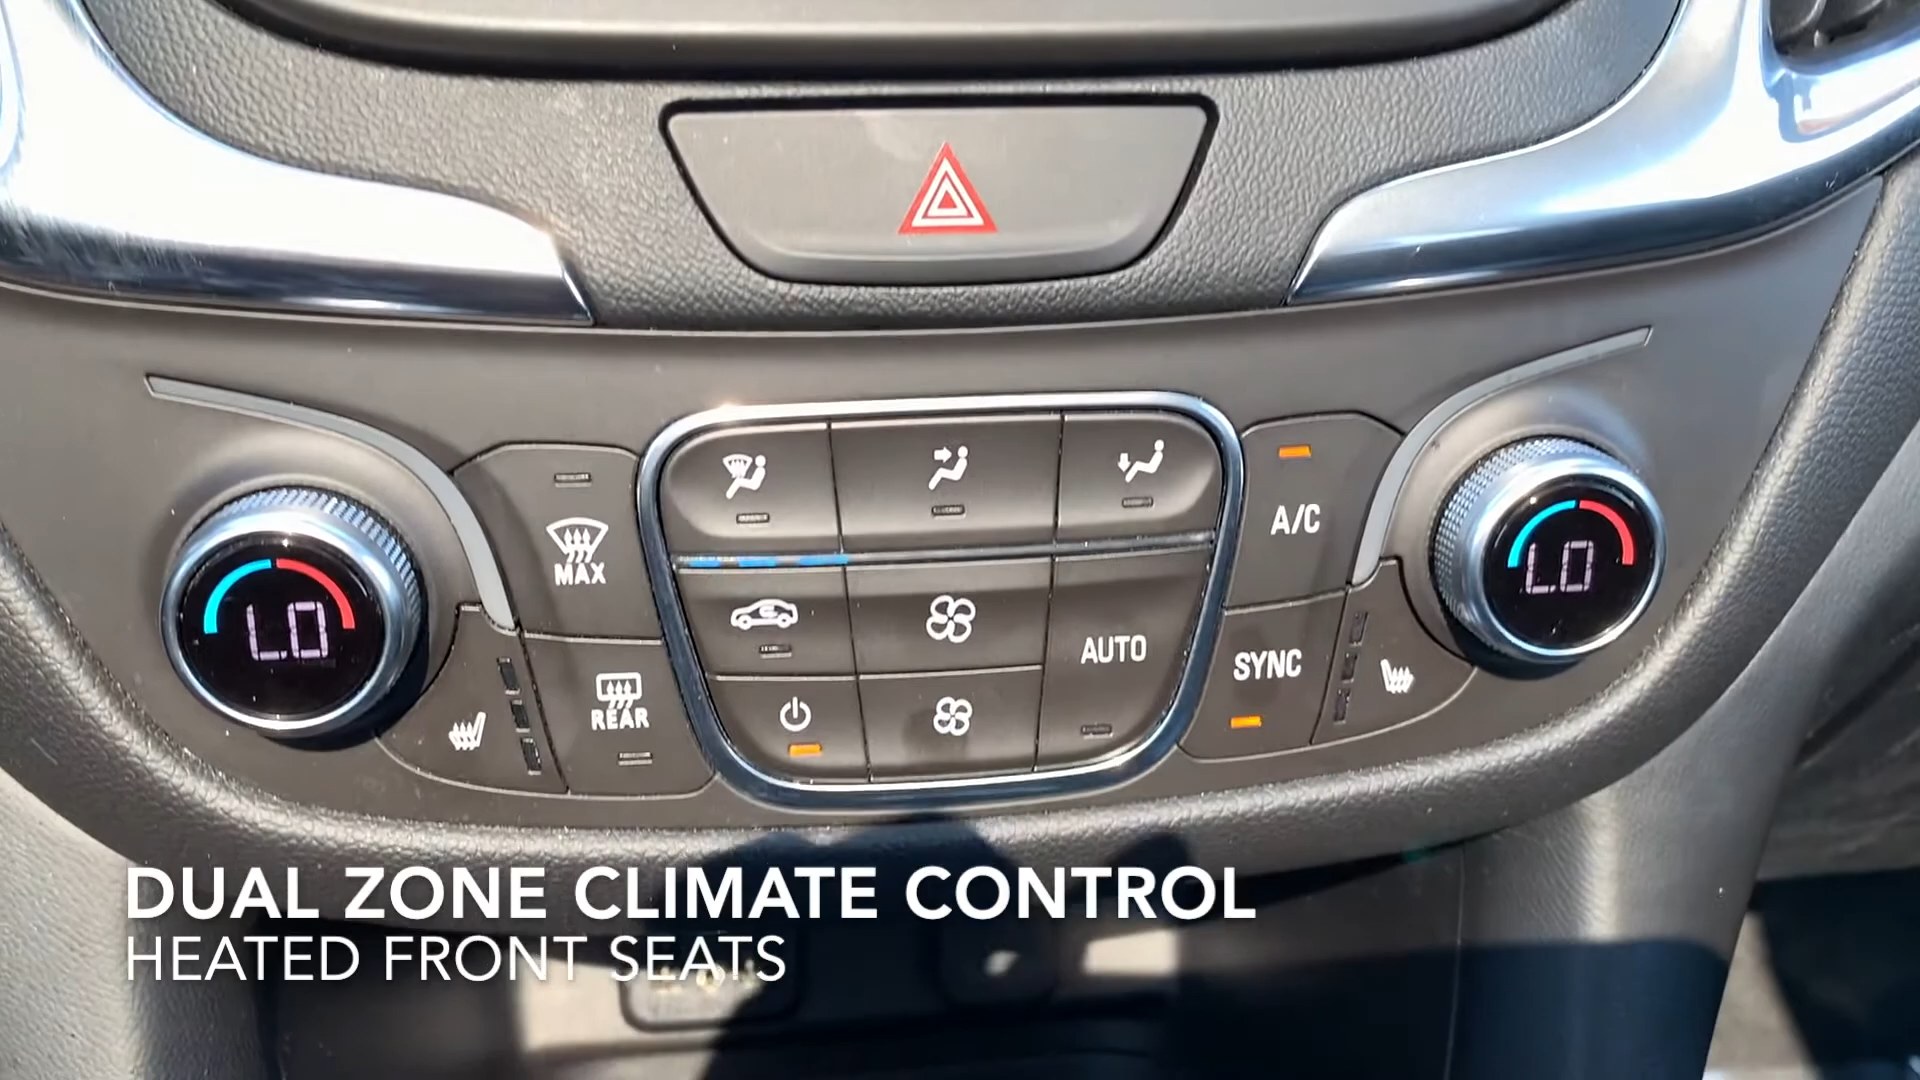 A/C
MAX
LO
LO
AUTO
SYNC
REAR
DUAL ZONE CLIMATE CONTROL
HEATED FRONT SEATS